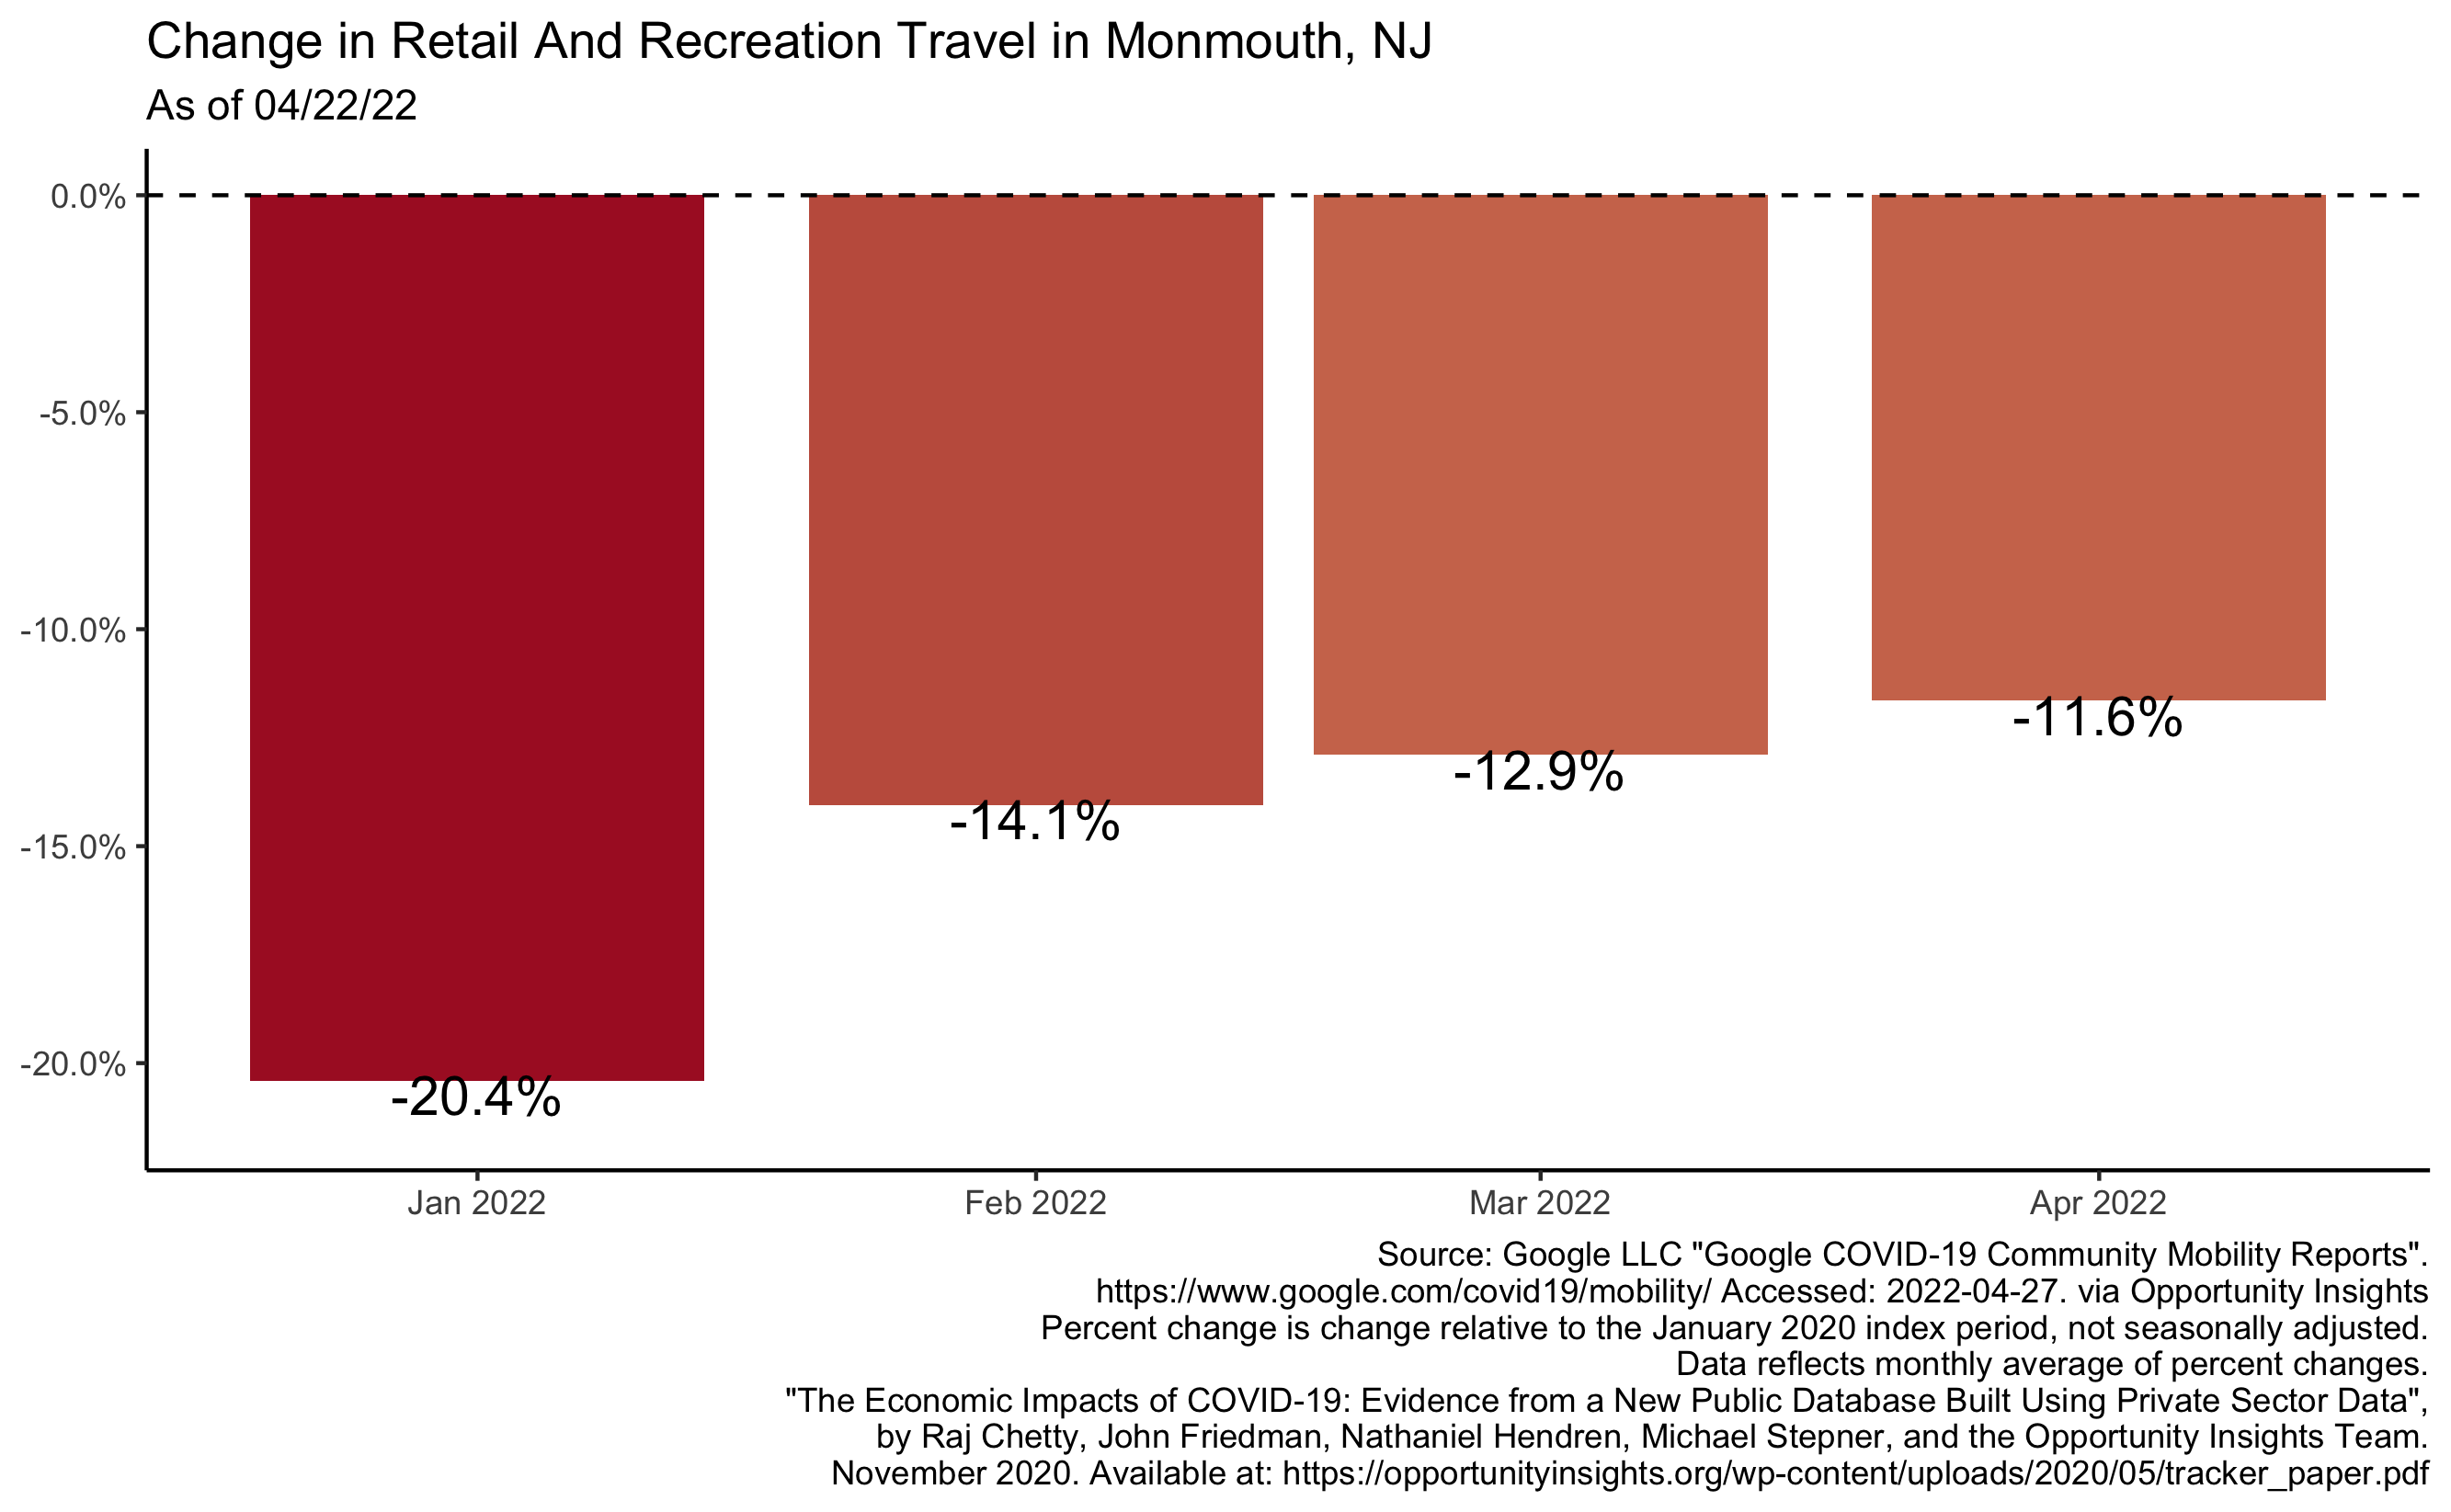 Change in Retail And Recreation Travel in Monmouth, NJ
As of 04/22/22
0.0%
-5.0%
-10.0%
-15.0%
-20.0%
-20.4%
-14.1%
-12.9%
-11.6%
Jan 2022
Feb 2022
Mar 2022
Apr 2022
Source: Google LLC "Google COVID-19 Community Mobility Reports".
https://www.google.com/covid19/mobility/ Accessed: 2022-04-27. via Opportunity Insights
Percent change is change relative to the January 2020 index period, not seasonally adjusted.
Data reflects monthly average of percent changes.
"The Economic Impacts of COVID-19: Evidence from a New Public Database Built Using Private Sector Data",
by Raj Chetty, John Friedman, Nathaniel Hendren, Michael Stepner, and the Opportunity Insights Team.
November 2020. Available at: https://opportunityinsights.org/wp-content/uploads/2020/05/tracker_paper.pdf